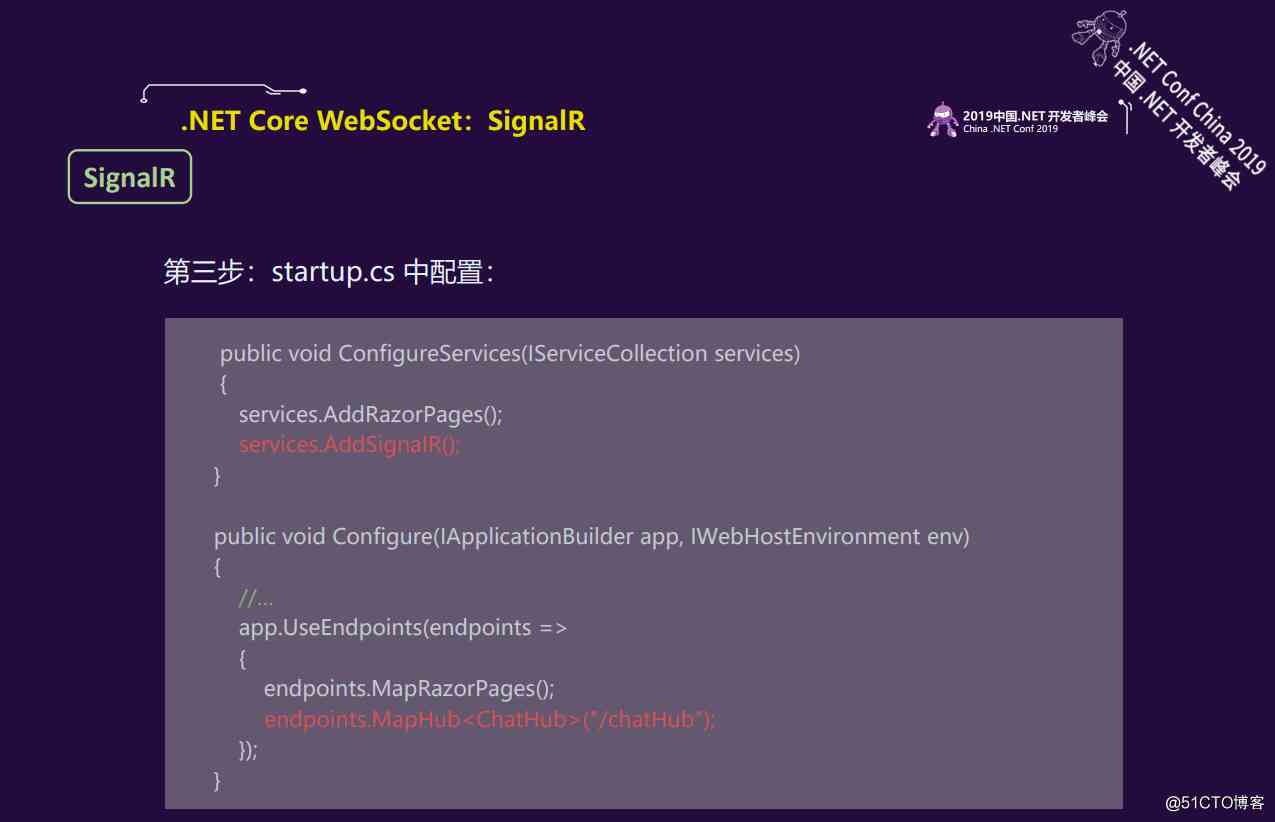 .NET Conf China 2019
中国 .NET 开发者峰会
.NET Core WebSocket：SignalR
2019中国.NET 开发者峰会
China .NET Conf 2019
SignalR
第三步：startup.cs 中配置：
public void ConfigureServices(IServiceCollection services)
{
services.AddRazorPages();
services.AddSignalR();
}
public void Configure(IApplicationBuilder app, IWebHostEnvironment env)
{
//...
app.UseEndpoints(endpoints =>
{
endpoints.MapRazorPages();
endpoints.MapHub<ChatHub>("/chatHub");
});
}
@51CTO博客